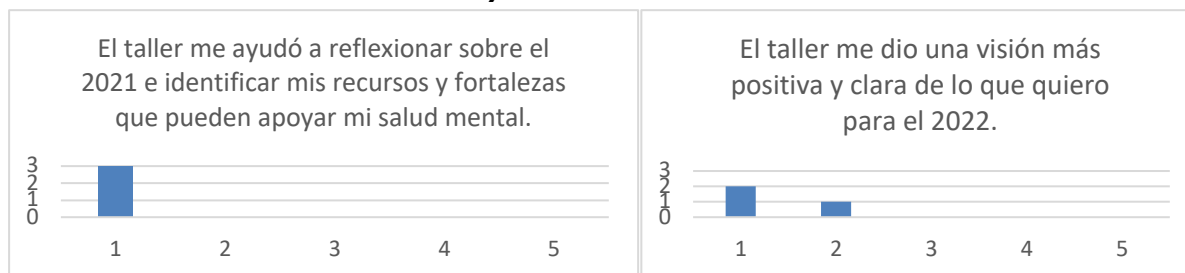 El taller me ayudó a reflexionar sobre el
2021 e identificar mis recursos y fortalezas
que pueden apoyar mi salud mental.
3
2
1
0
1 2 3 4 5
El taller me dio una visión más
positiva y clara de lo que quiero
para el 2022.
3
2
1
0
1 2 3 4 5